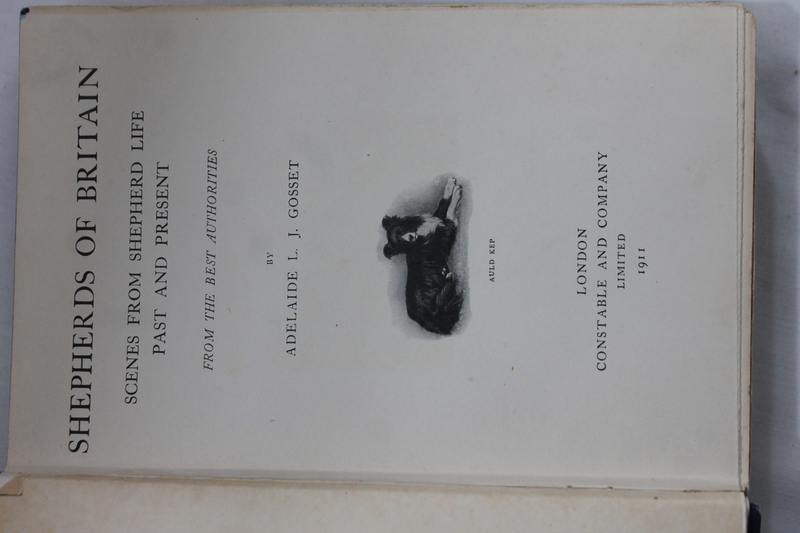 SHEPHERDS OF BRITAIN
SCENES FROM SHEPHERD LIFE
PAST AND PRESENT
FROM THE BEST AUTHORITIES
BY
ADELAIDE L. J. GOSSET
AULD KEP
LONDON
CONSTABLE AND COMPANY
LIMITED
1911